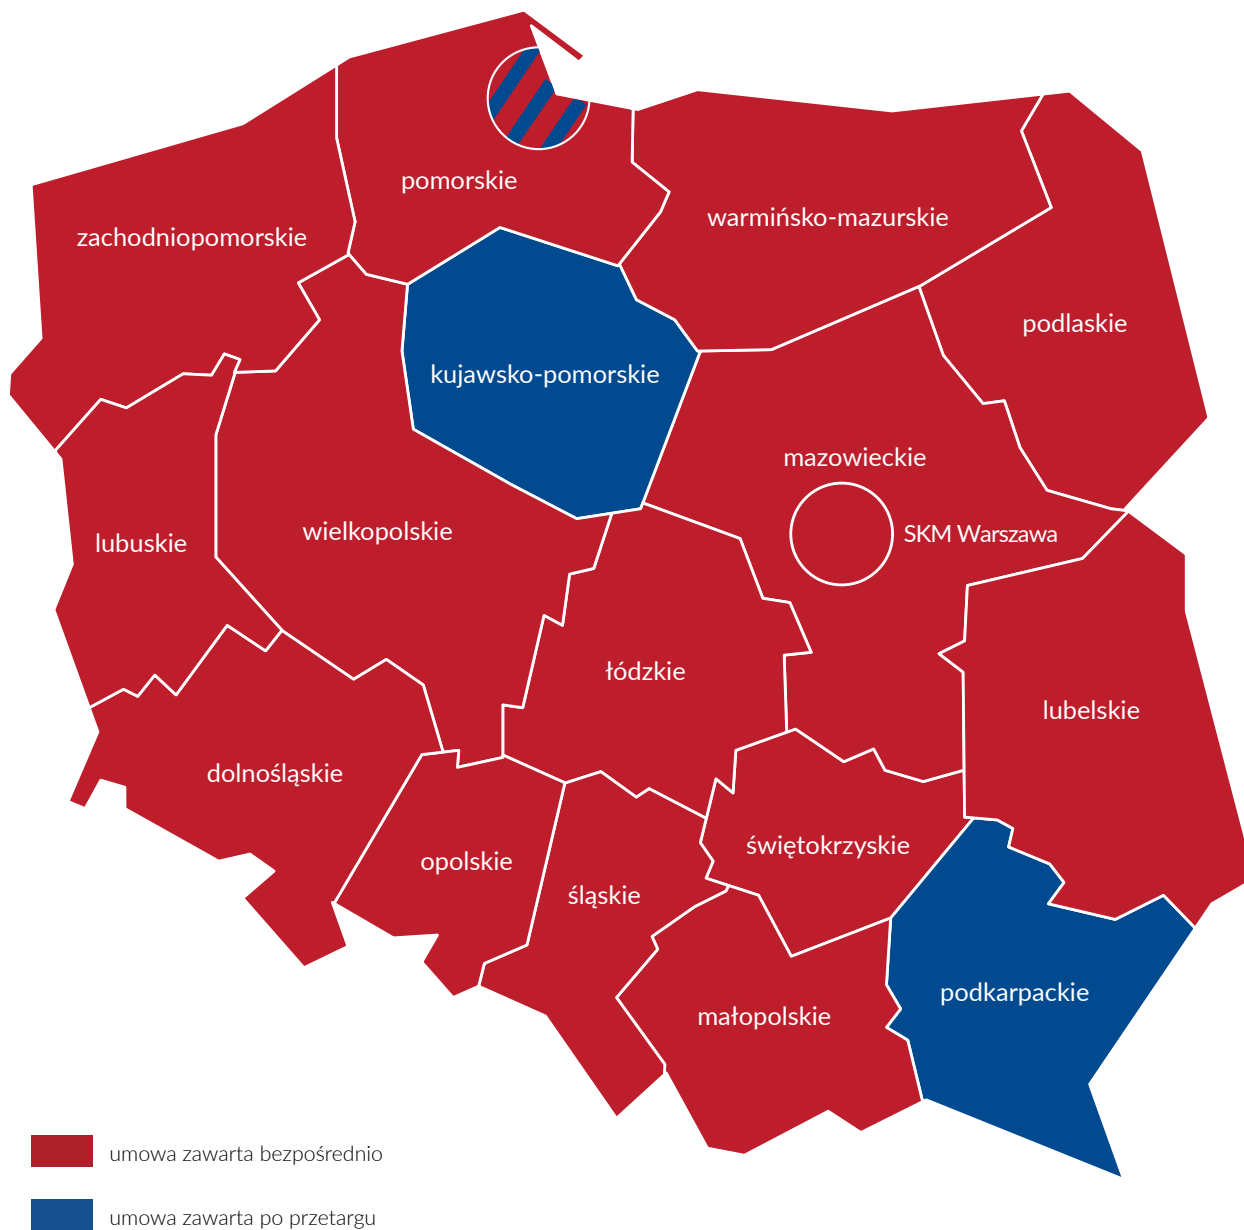 pomorskie
warmińsko-mazurskie
zachodniopomorskie
podlaskie
kujawsko-pomorskie
mazowieckie
wielkopolskie
SKM Warszawa
lubuskie
łódzkie
lubelskie
dolnośląskie
świętokrzyskie
opolskie
śląskie
podkarpackie
małopolskie
umowa zawarta bezpośrednio
umowa zawarta po przetargu